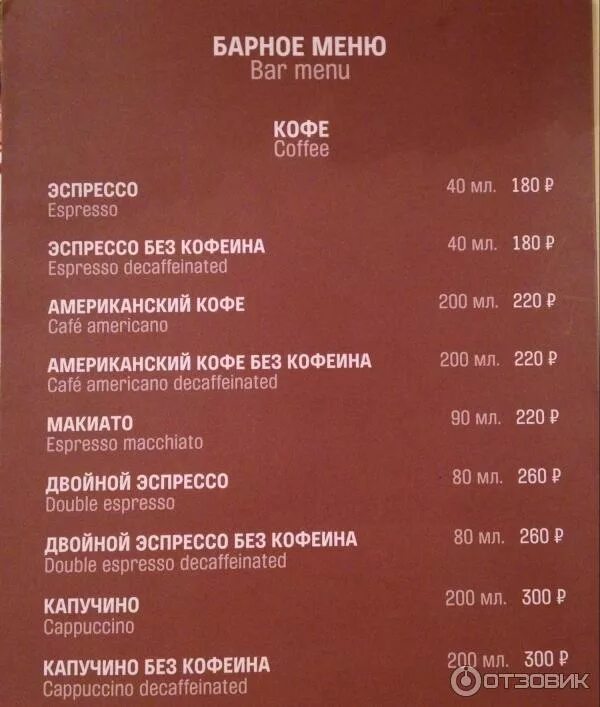 БАРНОЕ МЕНЮ
Bar menu
КОФЕ
Coffee
ЭСПРЕССО 40 мл. 180 ₽
Espresso
ЭСПРЕССО БЕЗ КОФЕИНА 40 мл. 180 ₽
Espresso decaffeinated
АМЕРИКАНСКИЙ КОФЕ 200 мл. 220 ₽
Café americano
АМЕРИКАНСКИЙ КОФЕ БЕЗ КОФЕИНА 200 мл. 220 ₽
Café americano decaffeinated
МАКИАТО 90 мл. 220 ₽
Espresso macchiato
ДВОЙНОЙ ЭСПРЕССО 80 мл. 260 ₽
Double espresso
ДВОЙНОЙ ЭСПРЕССО БЕЗ КОФЕИНА 80 мл. 260 ₽
Double espresso decaffeinated
КАПУЧИНО 200 мл. 300 ₽
Cappuccino
КАПУЧИНО БЕЗ КОФЕИНА 200 мл. 300 ₽
Cappuccino decaffeinated
ОТЗОВИК